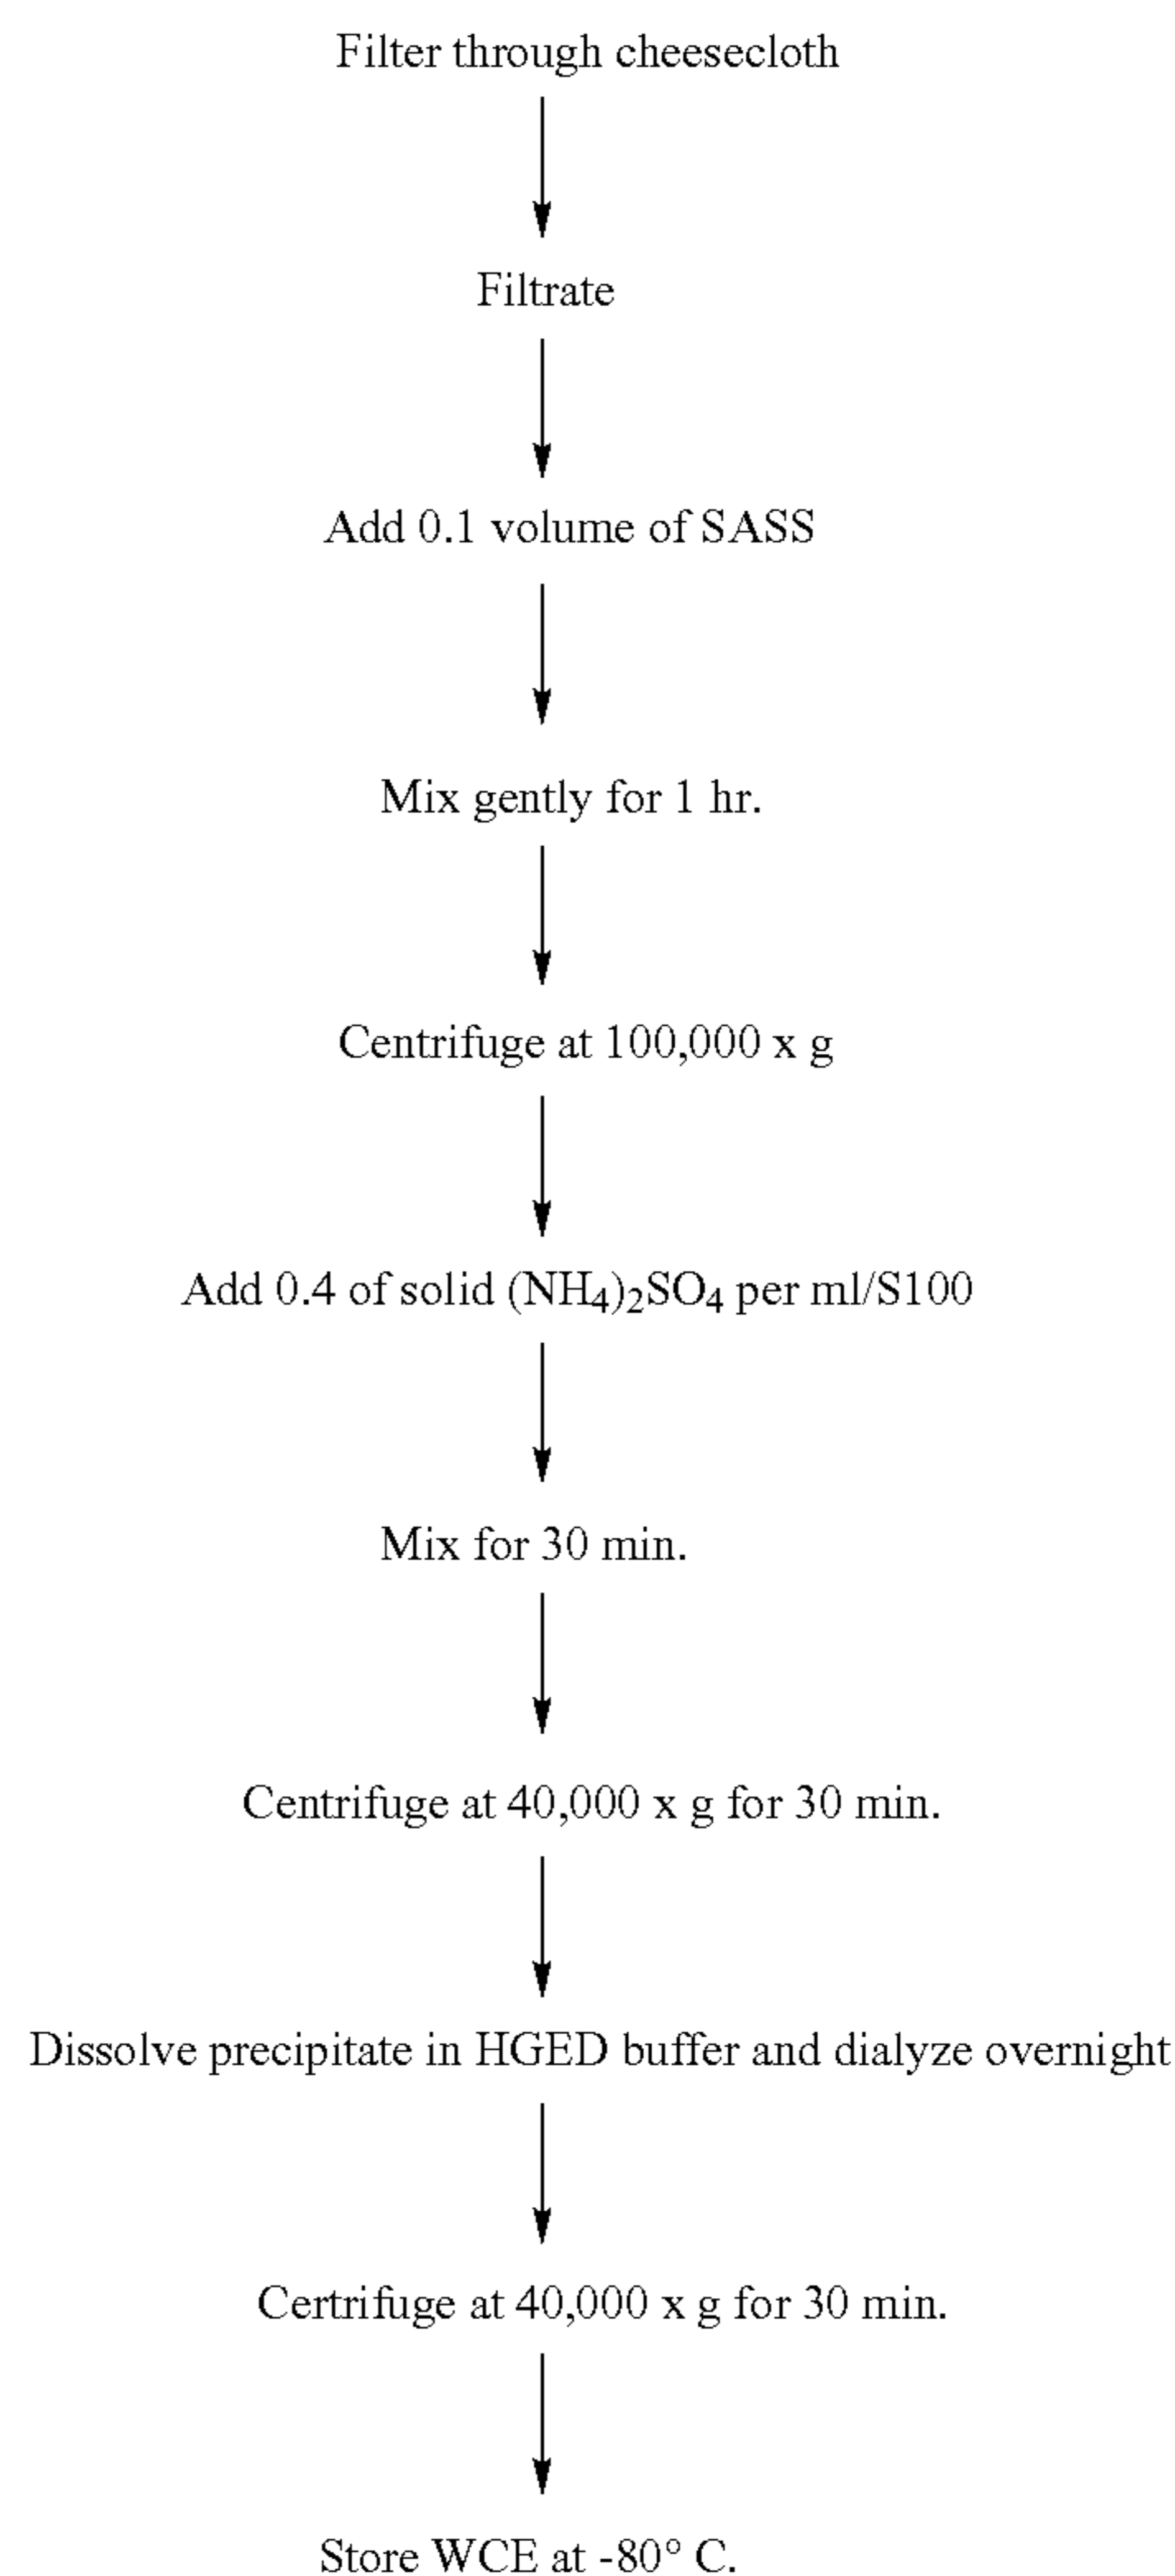 Filter through cheesecloth
Filtrate
Add 0.1 volume of SASS
Mix gently for 1 hr.
Centrifuge at 100,000 x g
Add 0.4 of solid (NH4)2SO4 per ml/S100
Mix for 30 min.
Centrifuge at 40,000 x g for 30 min.
Dissolve precipitate in HGED buffer and dialyze overnight
Certrifuge at 40,000 x g for 30 min.
Store WCE at -80° C.